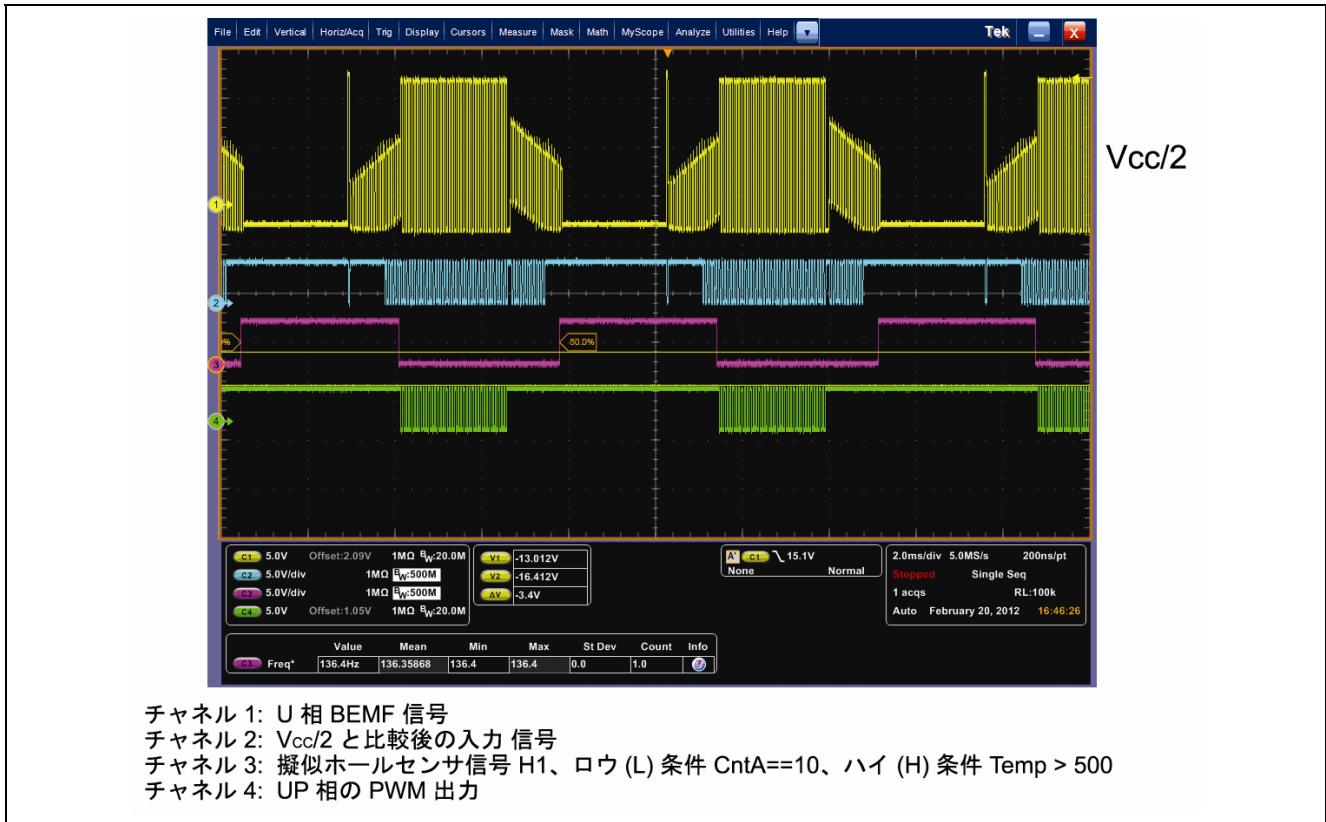 File Edit Vertical Horiz/Acq Trig Display Cursors Measure Mask Math MyScope Analyze Utilities Help Tek X
Vcc/2
1
2
50.0%
3
4
C1 5.0V Offset:2.09V 1MΩ BW:20.0M
C2 5.0V/div 1MΩ BW:500M
C3 5.0V/div 1MΩ BW:500M
C4 5.0V Offset:1.05V 1MΩ BW:20.0M
V1 -13.012V
V2 -16.412V
ΔV -3.4V
A' C1 15.1V
None Normal
2.0ms/div 5.0MS/s 200ns/pt
Stopped Single Seq
1 acqs RL:100k
Auto February 20, 2012 16:46:26
Value Mean Min Max St Dev Count Info
C3 Freq* 136.4Hz 136.35868 136.4 136.4 0.0 1.0
チャネル 1: U 相 BEMF 信号
チャネル 2: Vcc/2 と比較後の入力 信号
チャネル 3: 擬似ホールセンサ信号 H1、ロウ (L) 条件 CntA==10、ハイ (H) 条件 Temp > 500
チャネル 4: UP 相の PWM 出力